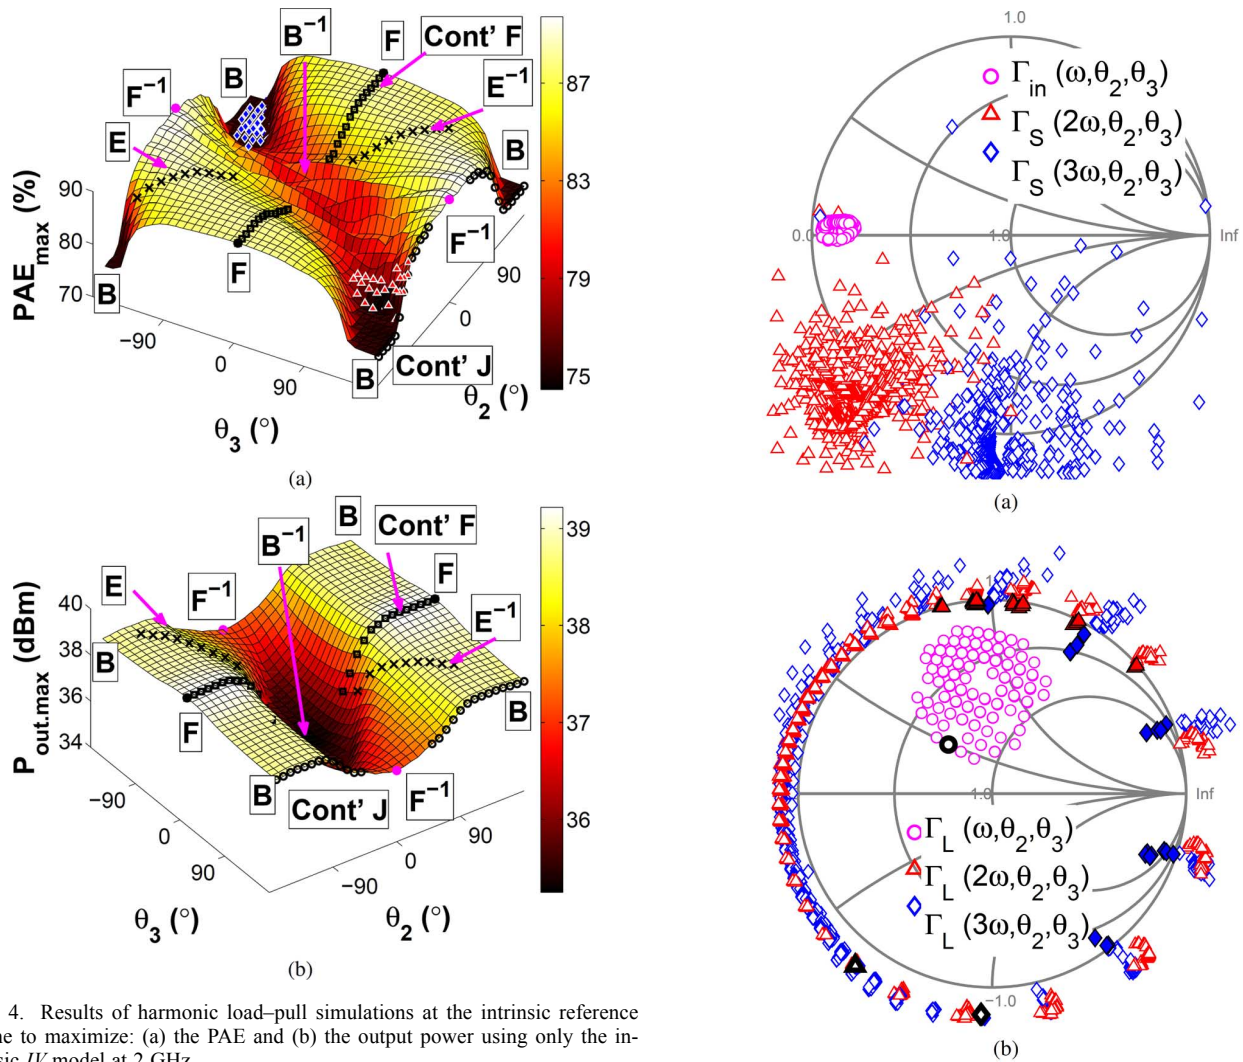 B⁻¹
F
Cont' F
F⁻¹
B
E⁻¹
E
B
90
80
70
PAEmax (%)
F
F⁻¹
B
B
Cont' J
−90
0
90
θ3 (°)
90
0
θ2 (°)
87
83
79
75
(a)
B
Cont' F
B⁻¹
F
E
F⁻¹
E⁻¹
40
38
36
34
Pout.max (dBm)
B
F
B
B
Cont' J
F⁻¹
−90
0
90
θ3 (°)
90
0
−90
θ2 (°)
39
38
37
36
(b)
4. Results of harmonic load–pull simulations at the intrinsic reference
ne to maximize: (a) the PAE and (b) the output power using only the in-
sic IV model at 2 GHz
1.0
Γin (ω,θ2,θ3)
ΓS (2ω,θ2,θ3)
ΓS (3ω,θ2,θ3)
0.0
1.0
Inf
(a)
1.0
Inf
ΓL (ω,θ2,θ3)
ΓL (2ω,θ2,θ3)
ΓL (3ω,θ2,θ3)
−1.0
(b)